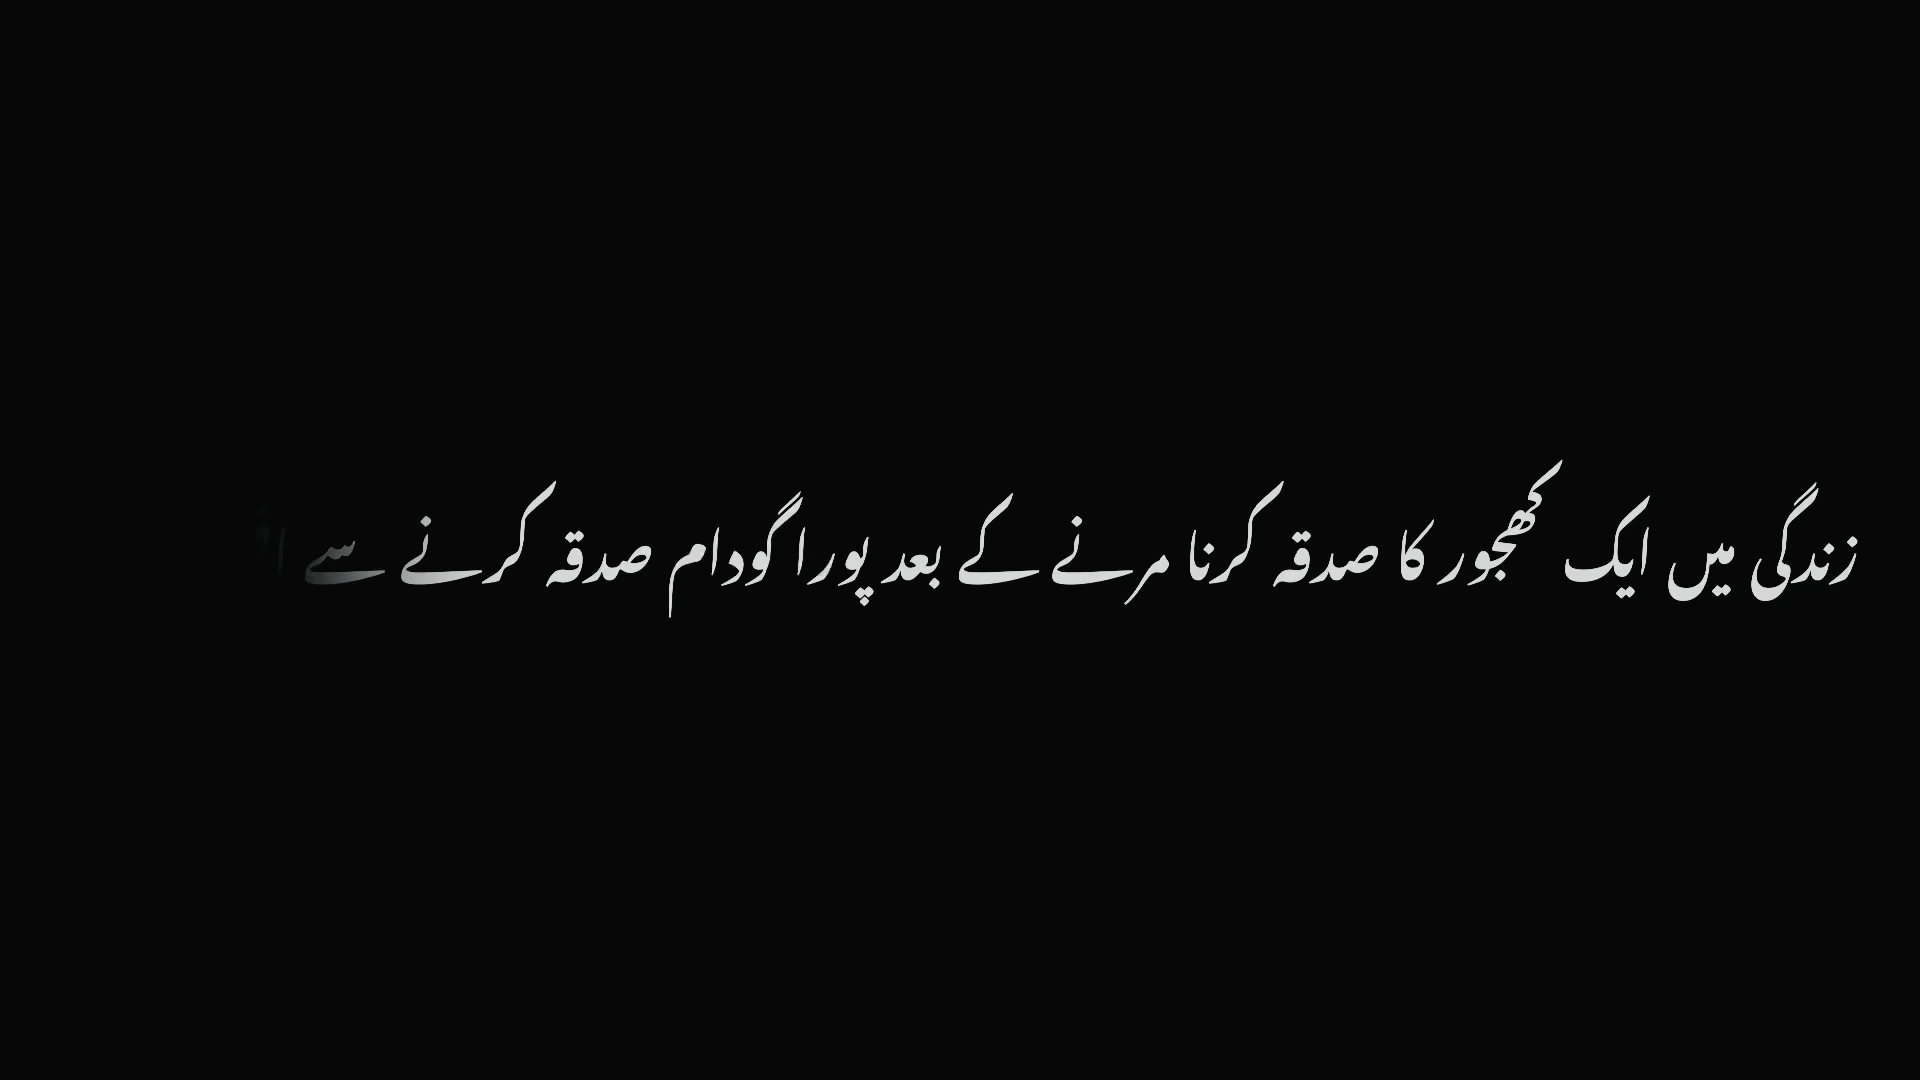 زندگی میں ایک کھجور کا صدقہ کرنا مرنے کے بعد پورا گودام صدقہ کرنے سے